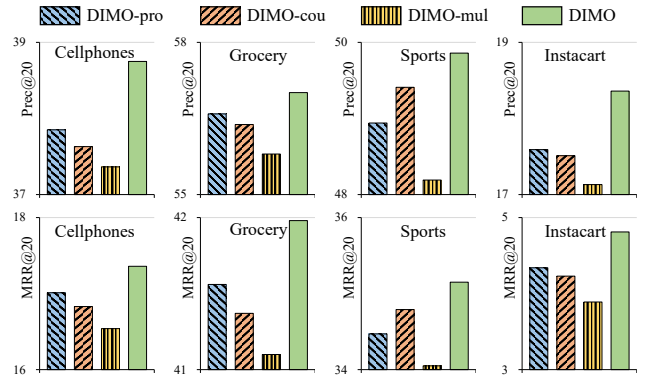 DIMO-pro DIMO-cou DIMO-mul DIMO
39 58 50 19
Cellphones Grocery Sports Instacart
Prec@20 Prec@20 Prec@20 Prec@20
37 55 48 17
18 42 36 5
Cellphones Grocery Sports Instacart
MRR@20 MRR@20 MRR@20 MRR@20
16 41 34 3